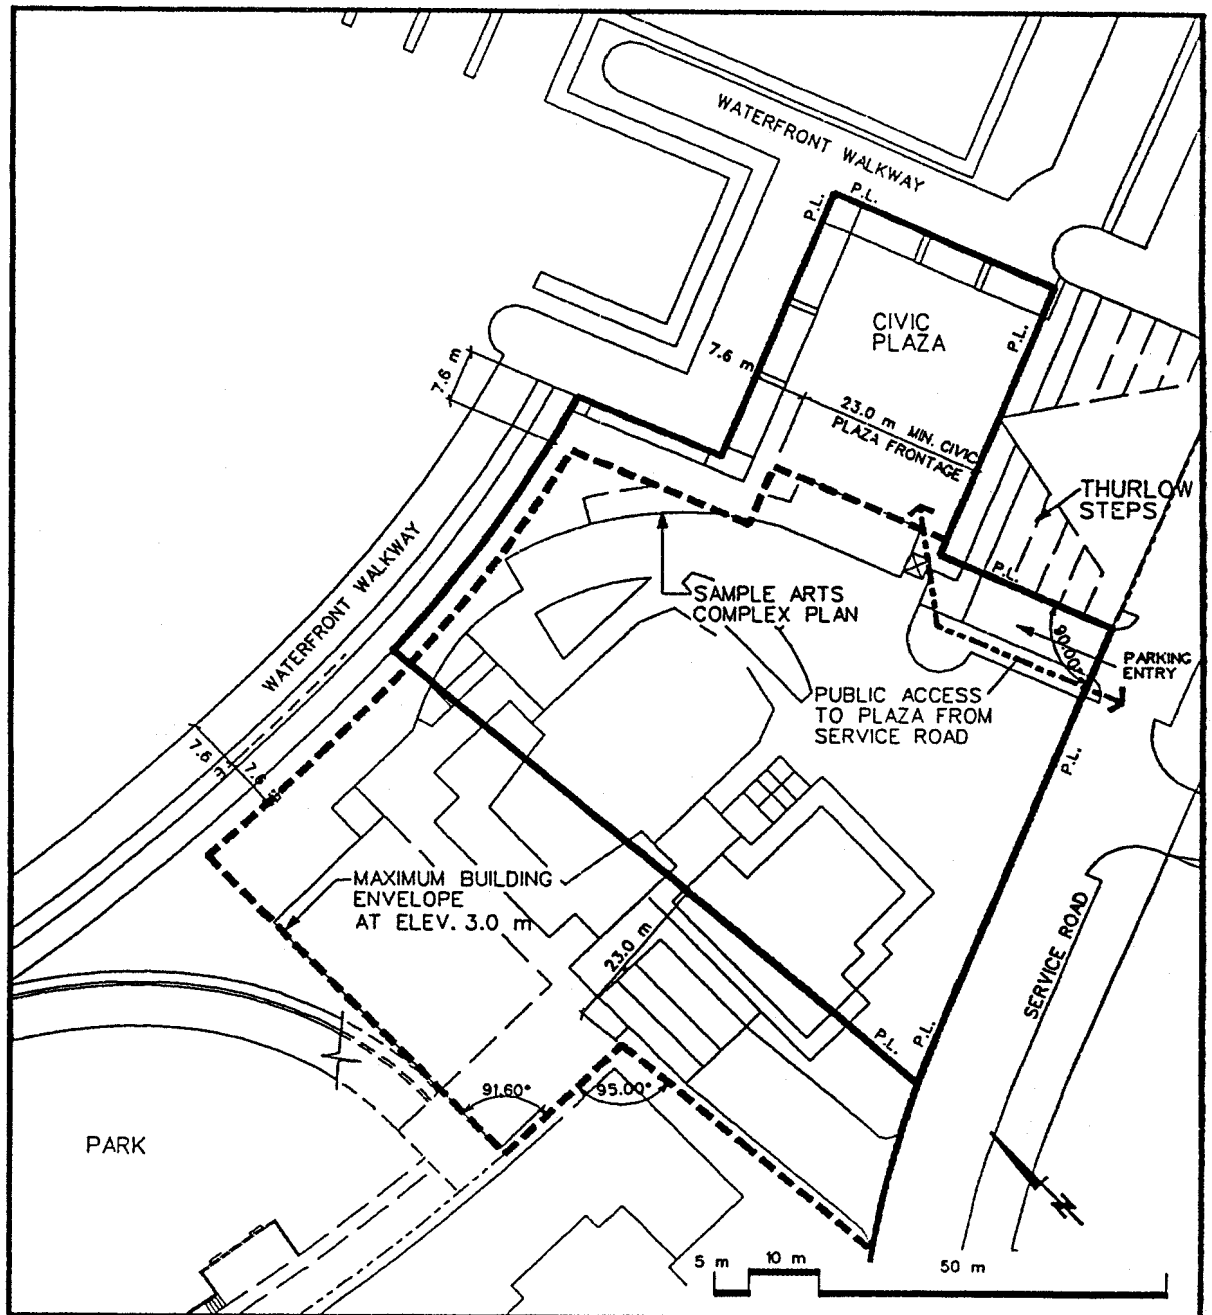 WATERFRONT WALKWAY
P.L.
P.L.
CIVIC
PLAZA
P.L.
7.6 m
7.6 m
23.0 m MIN. CIVIC
PLAZA FRONTAGE
THURLOW
STEPS
WATERFRONT WALKWAY
P.L.
SAMPLE ARTS
COMPLEX PLAN
90.00°
PARKING
ENTRY
PUBLIC ACCESS
TO PLAZA FROM
SERVICE ROAD
P.L.
7.6 m
7.6
MAXIMUM BUILDING
ENVELOPE
AT ELEV. 3.0 m
23.0 m
SERVICE ROAD
P.L.
P.L.
91.60°
95.00°
PARK
N
5 m
10 m
50 m